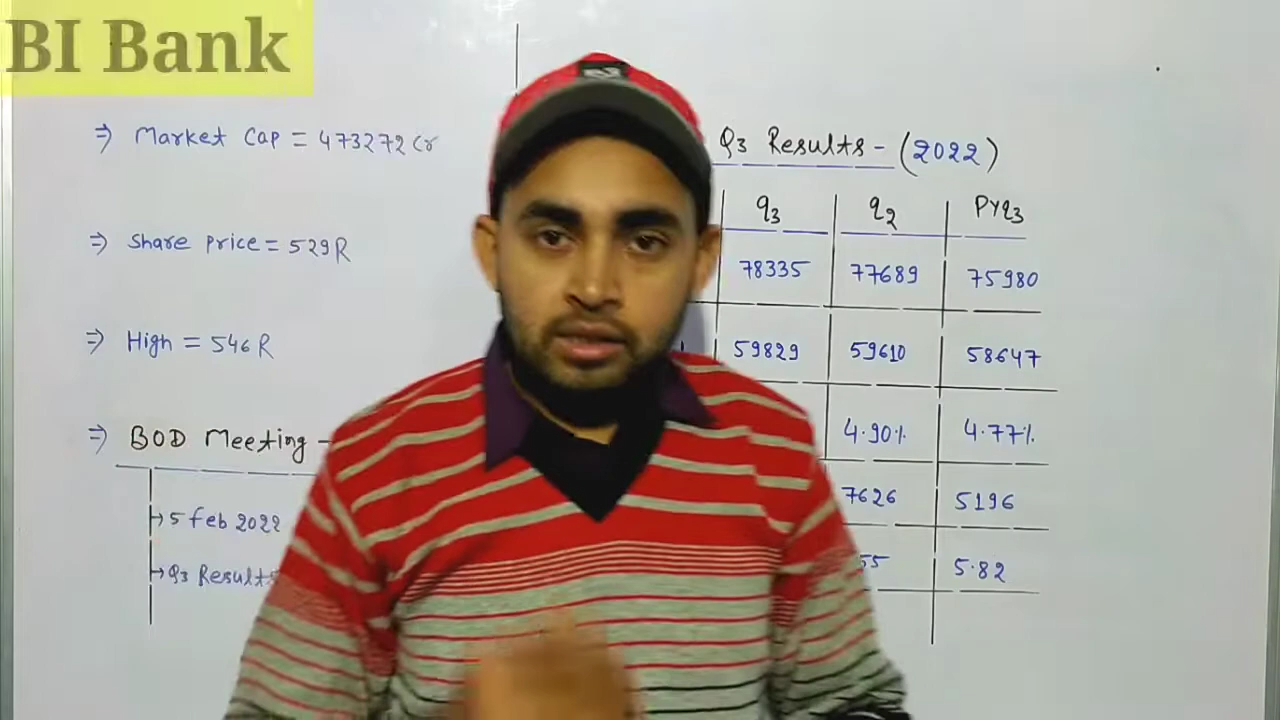 BI Bank
⇒ Market Cap = 473272 Cr
⇒ Share price = 529 R
⇒ High = 546 R
⇒ BOD Meeting -
→ 5 feb 2022
→ Q3 Results
Q3 Results - (2022)
q3 q2 PYq3
78335 77689 75980
59829 59610 58647
4.90% 4.77%
7626 5196
55 5.82